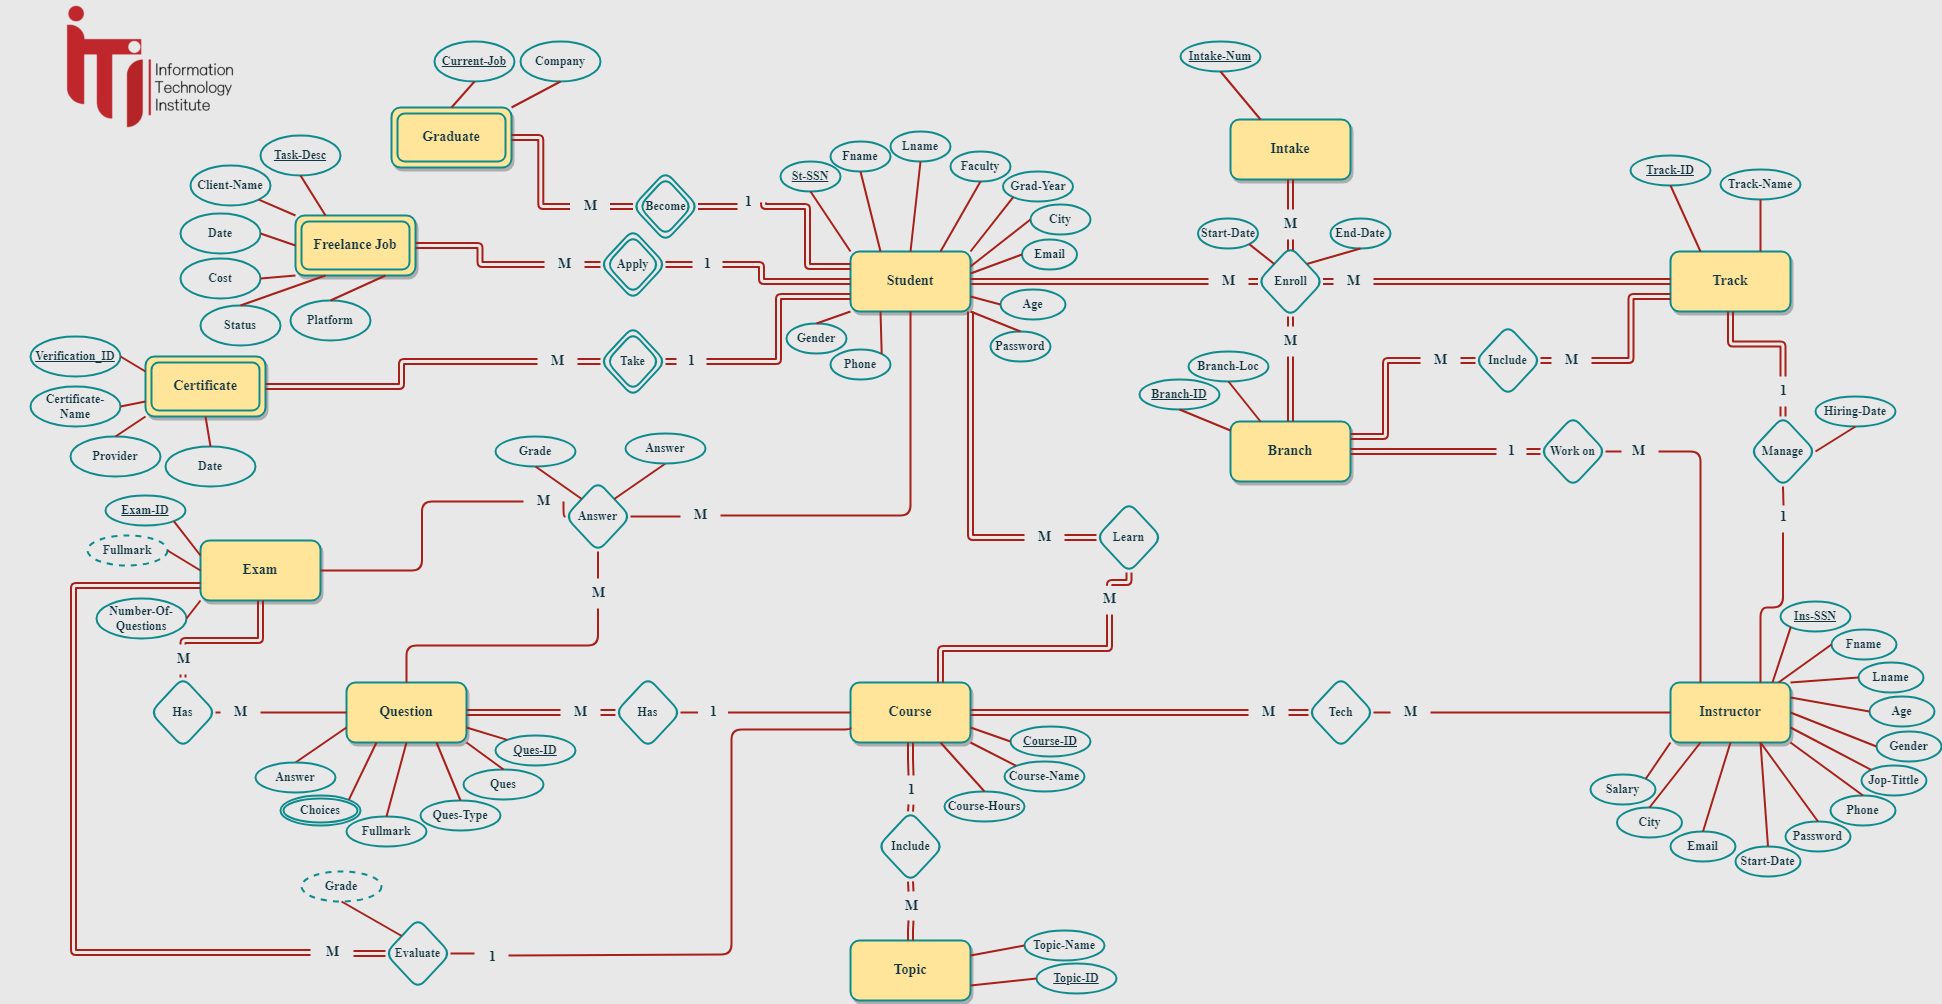 Information
Technology
Institute
Current-Job
Company
Graduate
Task-Desc
Client-Name
Date
Cost
Status
Platform
Freelance Job
Verification_ID
Certificate-
Name
Provider
Date
Certificate
M
Become
1
M
Apply
1
M
Take
1
St-SSN
Fname
Lname
Faculty
Grad-Year
City
Email
Age
Password
Gender
Phone
Student
Intake-Num
Intake
M
Start-Date
End-Date
M
Enroll
M
M
Track-ID
Track-Name
Track
Branch-Loc
Branch-ID
Branch
M
Include
M
1
Work on
M
1
Manage
Hiring-Date
1
Grade
Answer
M
Answer
M
M
Exam-ID
Fullmark
Number-Of-
Questions
Exam
M
Has
M
M
Learn
M
Question
Answer
Choices
Fullmark
Ques-Type
Ques
Ques-ID
M
Has
1
Course
Course-ID
Course-Name
Course-Hours
M
Tech
M
Instructor
Ins-SSN
Fname
Lname
Age
Gender
Jop-Tittle
Phone
Password
Start-Date
Email
City
Salary
1
Include
M
Grade
M
Evaluate
1
Topic
Topic-Name
Topic-ID